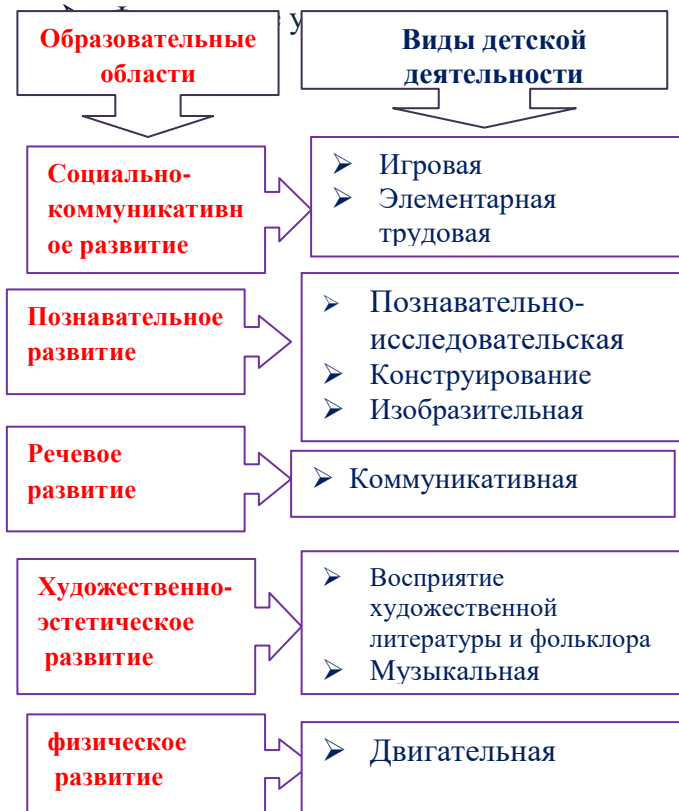 Образовательные
области
Виды детской
деятельности
Социально-
коммуникативн
ое развитие
➢ Игровая
➢ Элементарная
трудовая
Познавательное
развитие
➢ Познавательно-
исследовательская
➢ Конструирование
➢ Изобразительная
Речевое
развитие
➢ Коммуникативная
Художественно-
эстетическое
развитие
➢ Восприятие
художественной
литературы и фольклора
➢ Музыкальная
физическое
развитие
➢ Двигательная